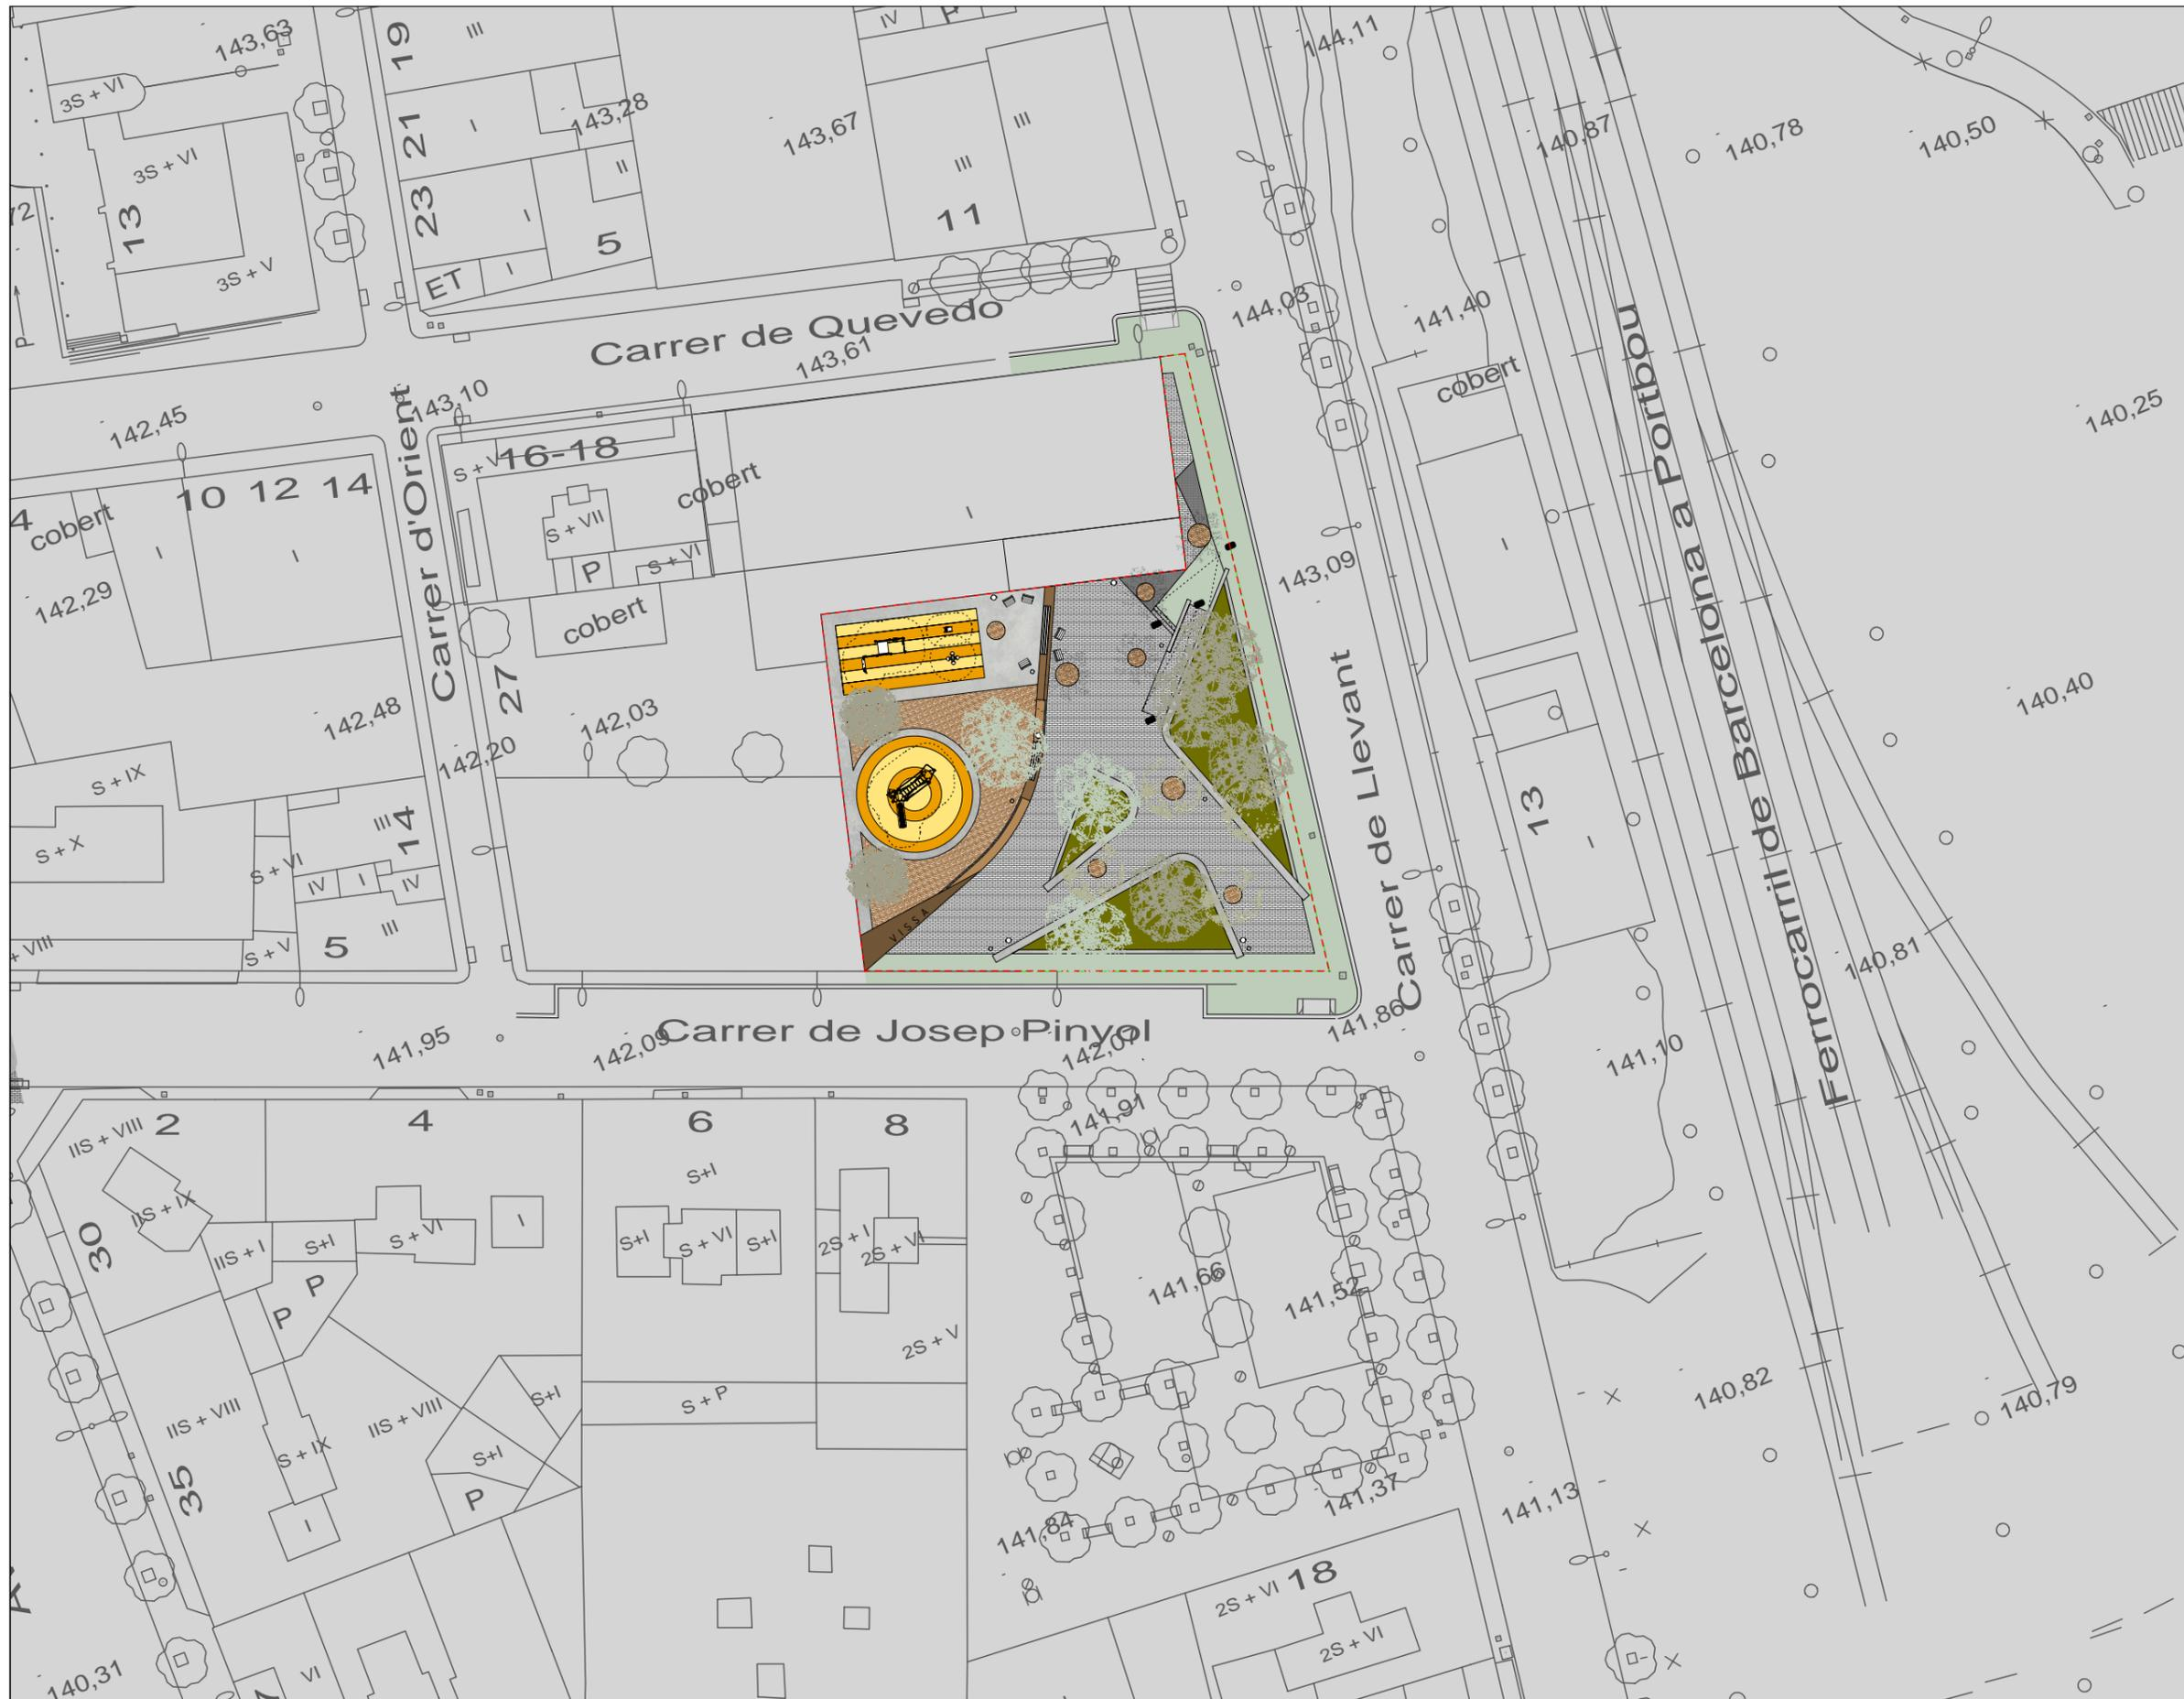 143,63
19
III
IV
P
144,11
3S + VI
21
I
143,28
143,67
III
140,87
140,78
140,50
3S + VI
II
III
72
13
23
I
5
11
3S + V
ET
I
P
Carrer de Quevedo
144,03
141,40
143,61
cobert
143,10
142,45
140,25
16-18
10 12 14
cobert
4
cobert
S + VII
I
I
I
I
S + VI
P
143,09
142,29
cobert
Carrer d'Orient
27
142,03
142,48
142,20
140,40
Carrer de Llevant
Ferrocarril de Barcelona a Portbou
S + IX
III
14
13
I
S + X
S + VI
IV
I
IV
III
VISSA
+ VIII
S + V
5
140,81
Carrer de Josep Pinyol
141,86
141,95
142,09
142,07
141,10
141,91
2
4
6
8
IIS + VIII
S+I
IIS + IX
30
IIS + I
S+I
S + VI
I
S+I
S + VI
S+I
2S + I
2S + VI
P
P
141,66
141,52
2S + V
140,82
140,79
IIS + VIII
IIS + VIII
S+I
S + P
S + IX
S+I
35
P
I
141,37
141,13
141,84
18
2S + VI
2S + VI
VI
140,31